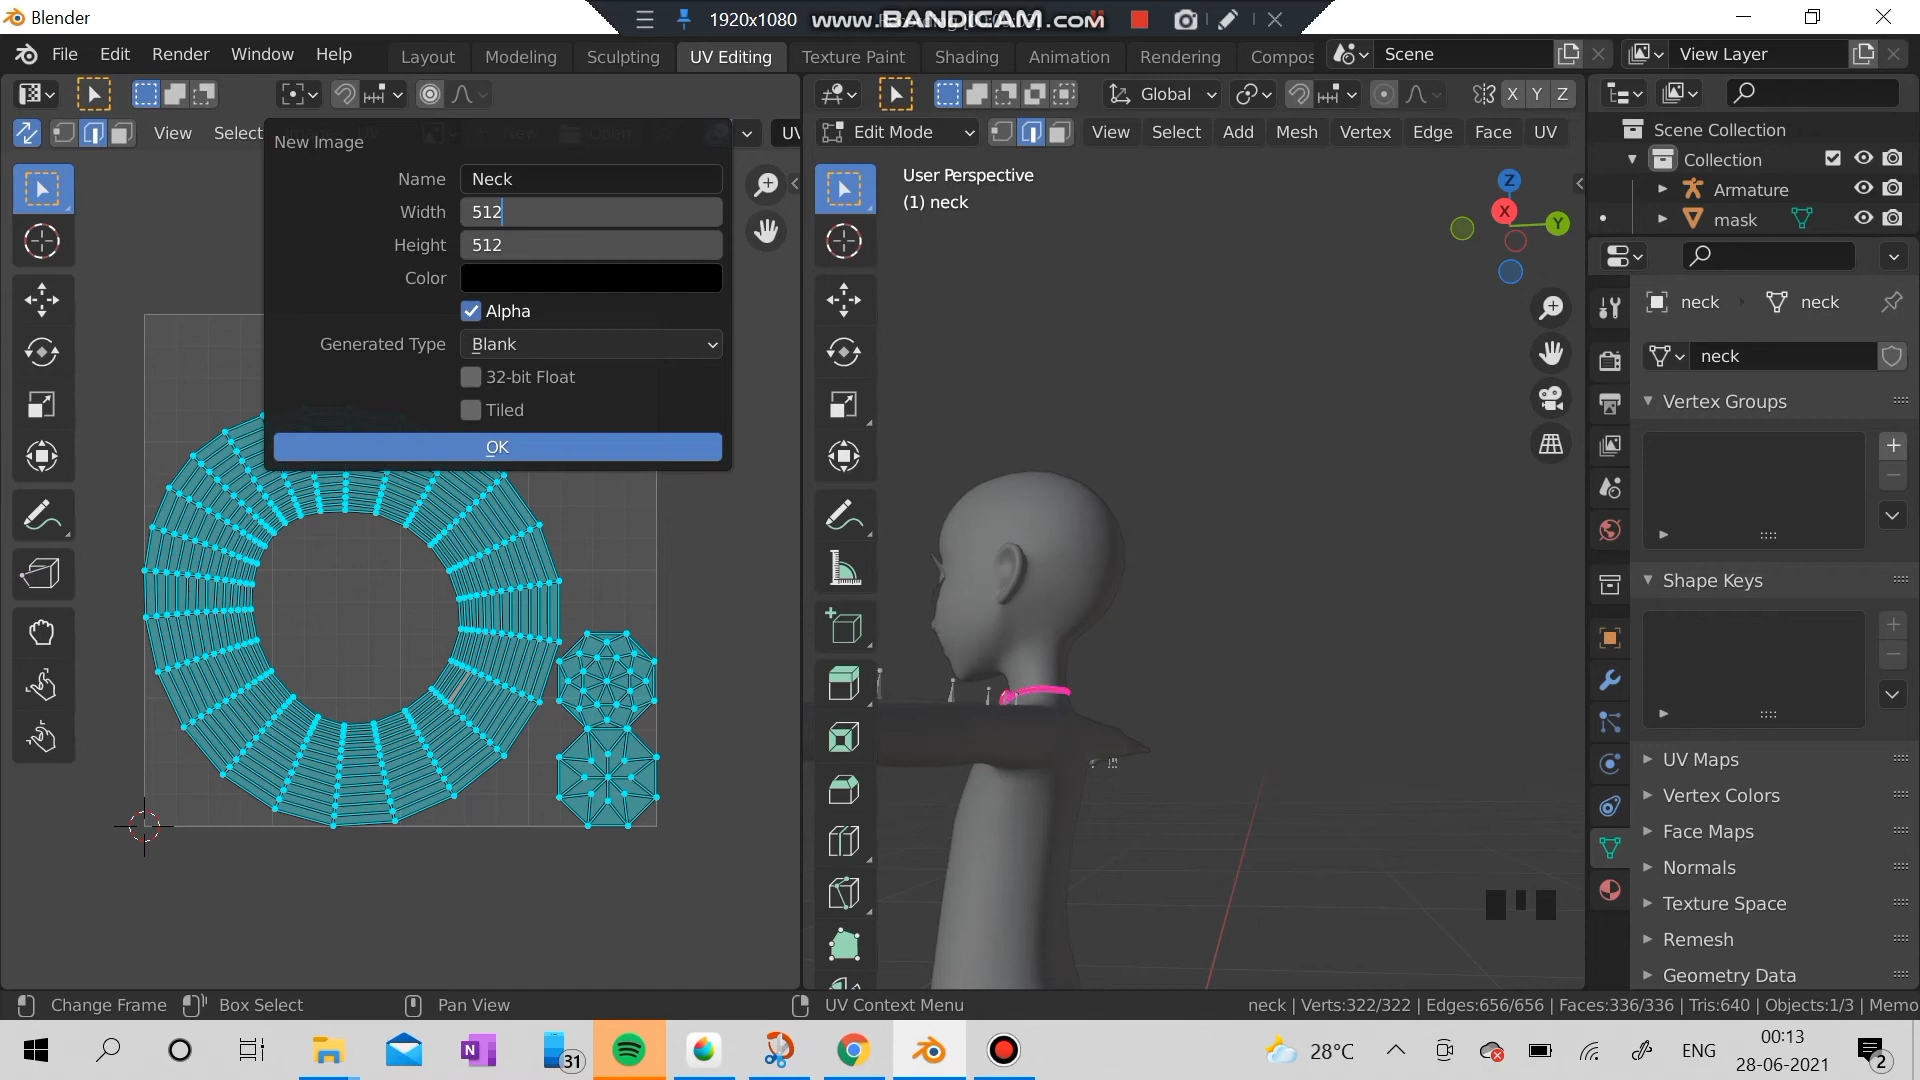 Blender
1920x1080
www.BANDICAM.com
File Edit Render Window Help
Layout Modeling Sculpting UV Editing Texture Paint Shading Animation Rendering Compos
Scene
View Layer
Global
X Y Z
View Select
UV
Edit Mode
View Select Add Mesh Vertex Edge Face UV
New Image
Name Neck
Width 512
Height 512
Color
Alpha
Generated Type Blank
32-bit Float
Tiled
OK
User Perspective
(1) neck
Z
X
Y
Scene Collection
Collection
Armature
mask
neck neck
neck
Vertex Groups
Shape Keys
UV Maps
Vertex Colors
Face Maps
Normals
Texture Space
Remesh
Geometry Data
Change Frame Box Select Pan View UV Context Menu
neck | Verts:322/322 | Edges:656/656 | Faces:336/336 | Tris:640 | Objects:1/3 | Memo
31
28°C
ENG
00:13
28-06-2021
2